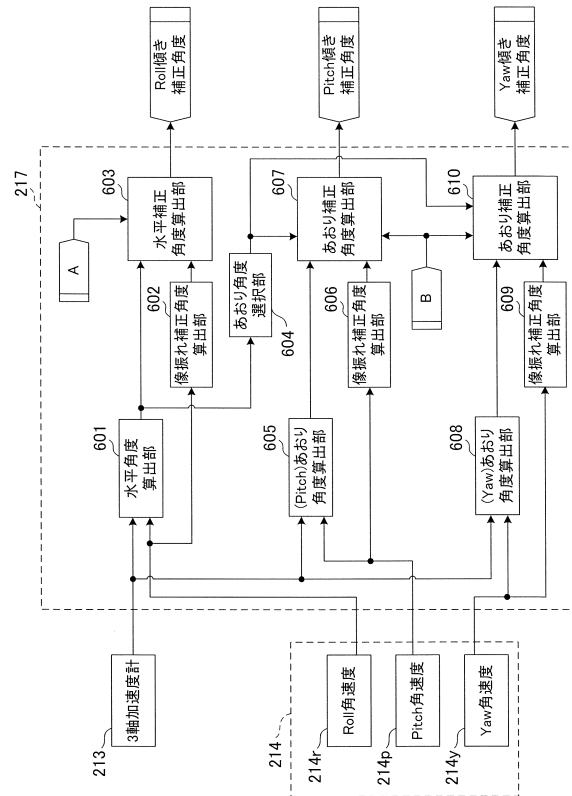 213
3軸加速度計
214
214r
Roll角速度
214p
Pitch角速度
214y
Yaw角速度
217
601
水平角度
算出部
602
像振れ補正角度
算出部
A
603
水平補正
角度算出部
Roll傾き
補正角度
あおり角度
選択部
604
605
(Pitch)あおり
角度算出部
606
像振れ補正角度
算出部
607
あおり補正
角度算出部
Pitch傾き
補正角度
B
608
(Yaw)あおり
角度算出部
609
像振れ補正角度
算出部
610
あおり補正
角度算出部
Yaw傾き
補正角度